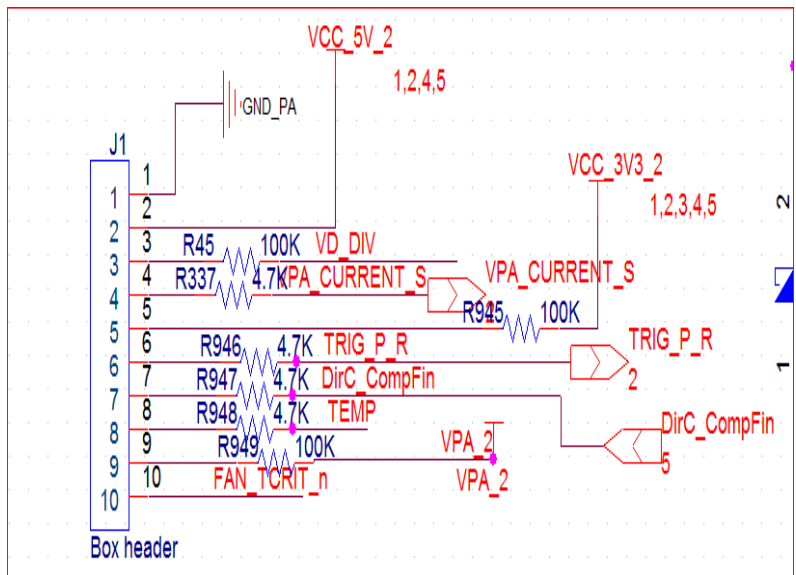 VCC_5V_2
1,2,4,5
GND_PA
J1
1
1
2
2
3
3
4
4
5
5
6
6
7
7
8
8
9
9
10
10
Box header
VCC_3V3_2
1,2,3,4,5
R45 100K VD_DIV
R337 4.7K VPA_CURRENT_S
VPA_CURRENT_S
R945 100K
R946 4.7K TRIG_P_R
TRIG_P_R
2
R947 4.7K DirC_CompFin
DirC_CompFin
5
R948 4.7K TEMP
R949 100K VPA_2
VPA_2
FAN_TCRIT_n
2
1